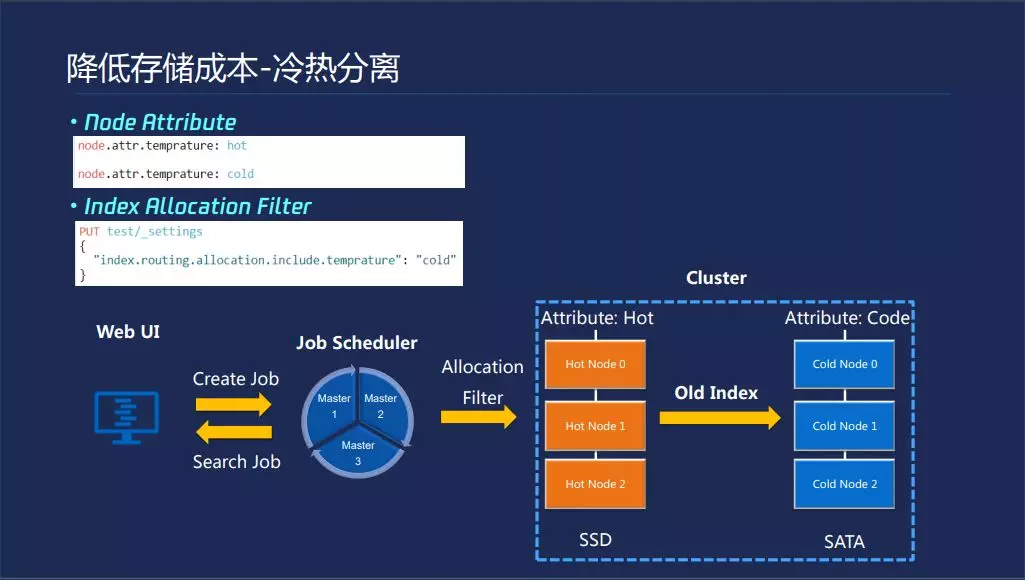 降低存储成本-冷热分离
• Node Attribute
node.attr.temprature: hot
node.attr.temprature: cold
• Index Allocation Filter
PUT test/_settings
{
"index.routing.allocation.include.temprature": "cold"
}
Web UI
Create Job
Search Job
Job Scheduler
Master
1
Master
2
Master
3
Allocation
Filter
Cluster
Attribute: Hot
Hot Node 0
Hot Node 1
Hot Node 2
SSD
Old Index
Attribute: Code
Cold Node 0
Cold Node 1
Cold Node 2
SATA